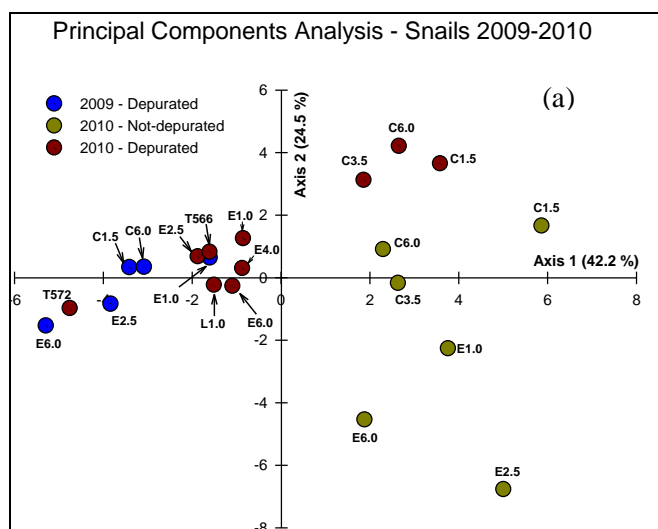 Principal Components Analysis - Snails 2009-2010
(a)
2009 - Depurated
2010 - Not-depurated
2010 - Depurated
Axis 2 (24.5 %)
Axis 1 (42.2 %)
6
4
2
0
-2
-4
-6
-8
-6
-4
-2
0
2
4
6
8
C6.0
C3.5
C1.5
C1.5
C6.0
C3.5
E1.0
E6.0
E2.5
T566
E1.0
E2.5
E4.0
C1.5
C6.0
E1.0
L1.0
E6.0
T572
E6.0
E2.5